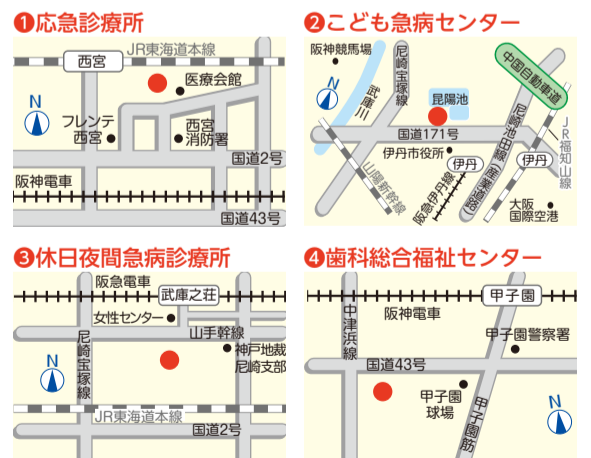 ❶応急診療所
JR東海道本線
西宮
医療会館
N
フレンテ
西宮
西宮
消防署
国道2号
阪神電車
国道43号
❷こども急病センター
阪神競馬場
尼崎宝塚線
中国自動車道
N
武庫川
昆陽池
尼崎池田線(産業道路)
国道171号
JR福知山線
伊丹市役所
伊丹
伊丹
山陽新幹線
阪急伊丹線
大阪
国際空港
❸休日夜間急病診療所
阪急電車
武庫之荘
女性センター
山手幹線
尼崎宝塚線
神戸地裁
尼崎支部
N
JR東海道本線
国道2号
❹歯科総合福祉センター
甲子園
阪神電車
中津浜線
甲子園警察署
国道43号
甲子園
球場
N
甲子園筋